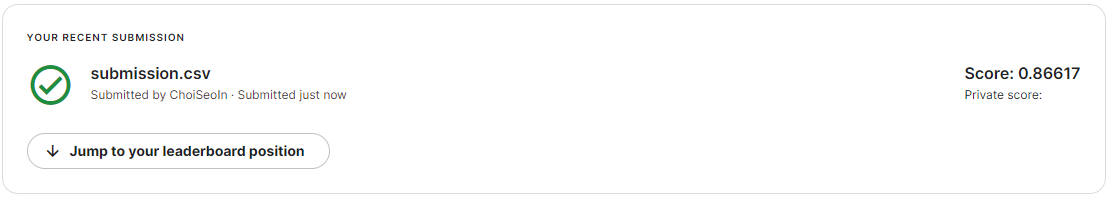 YOUR RECENT SUBMISSION
submission.csv
Submitted by ChoiSeoIn · Submitted just now
Score: 0.86617
Private score:
Jump to your leaderboard position